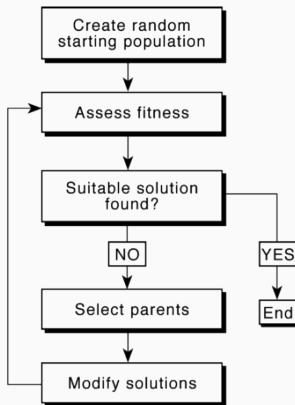 Create random
starting population
Assess fitness
Suitable solution
found?
NO
YES
Select parents
End
Modify solutions